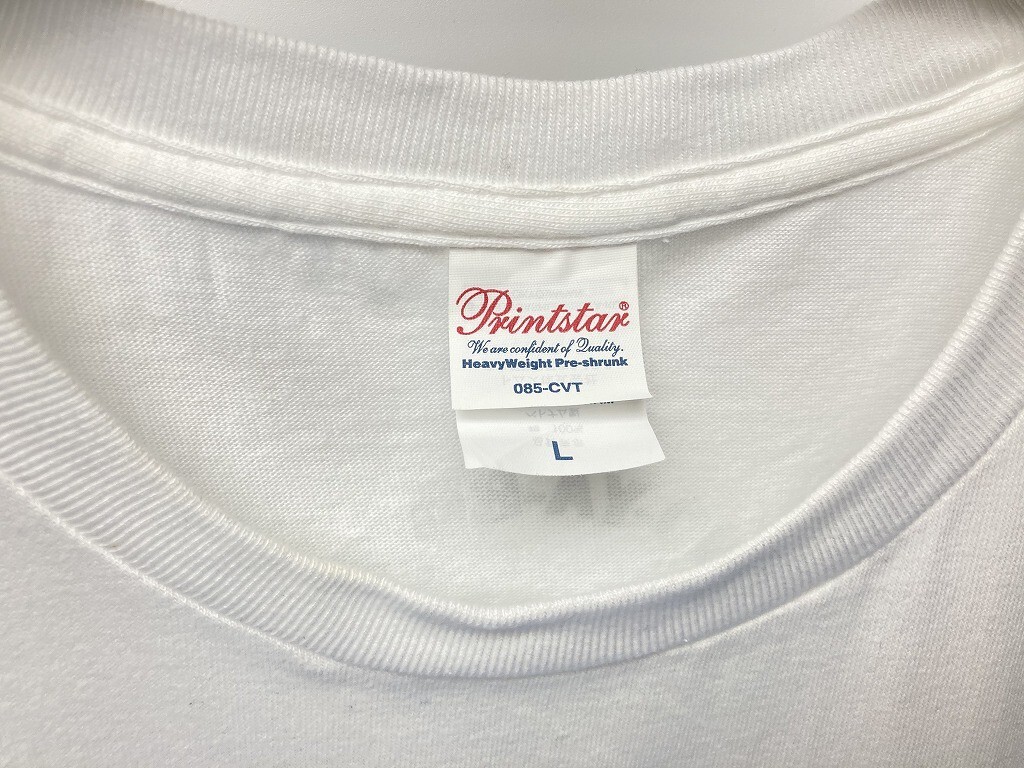 Printstar®
We are confident of Quality.
HeavyWeight Pre-shrunk
085-CVT
L